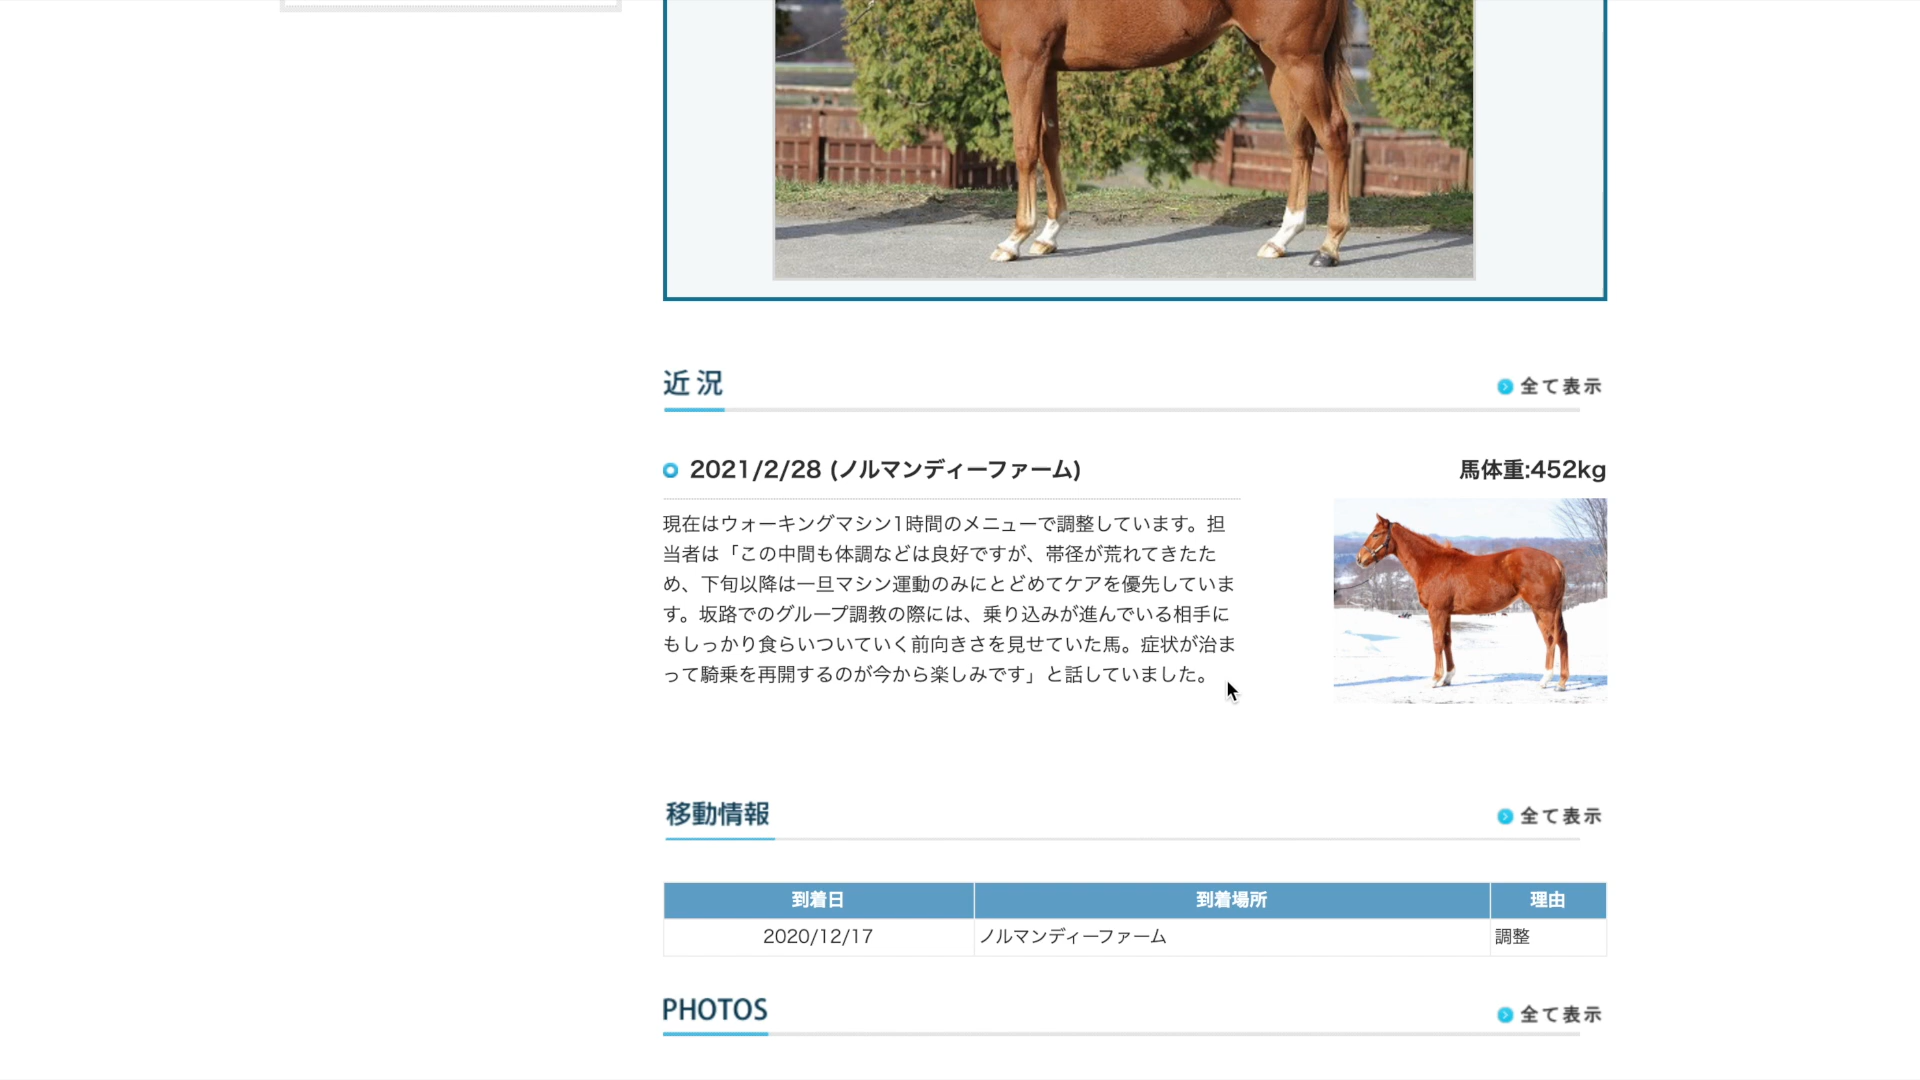 近況
全て表示
2021/2/28 (ノルマンディーファーム)
馬体重:452kg
現在はウォーキングマシン1時間のメニューで調整しています。担
当者は「この中間も体調などは良好ですが、帯径が荒れてきたた
め、下旬以降は一旦マシン運動のみにとどめてケアを優先していま
す。坂路でのグループ調教の際には、乗り込みが進んでいる相手に
もしっかり食らいついていく前向きさを見せていた馬。症状が治ま
って騎乗を再開するのが今から楽しみです」と話していました。
移動情報
全て表示
到着日 到着場所 理由
2020/12/17 ノルマンディーファーム 調整
PHOTOS
全て表示